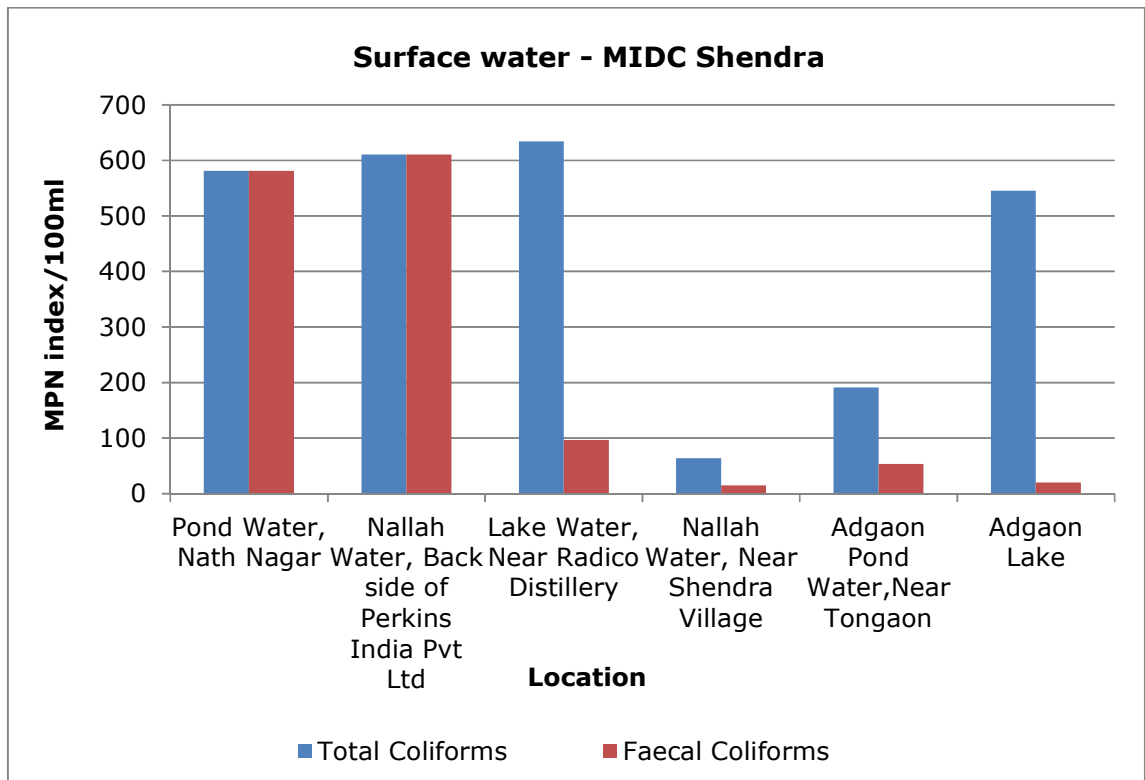 Surface water - MIDC Shendra
MPN index/100ml
700
600
500
400
300
200
100
0
Pond Water,
Nath Nagar
Nallah
Water, Back
side of
Perkins
India Pvt
Ltd
Lake Water,
Near Radico
Distillery
Nallah
Water, Near
Shendra
Village
Adgaon
Pond
Water,Near
Tongaon
Adgaon
Lake
Location
Total Coliforms
Faecal Coliforms